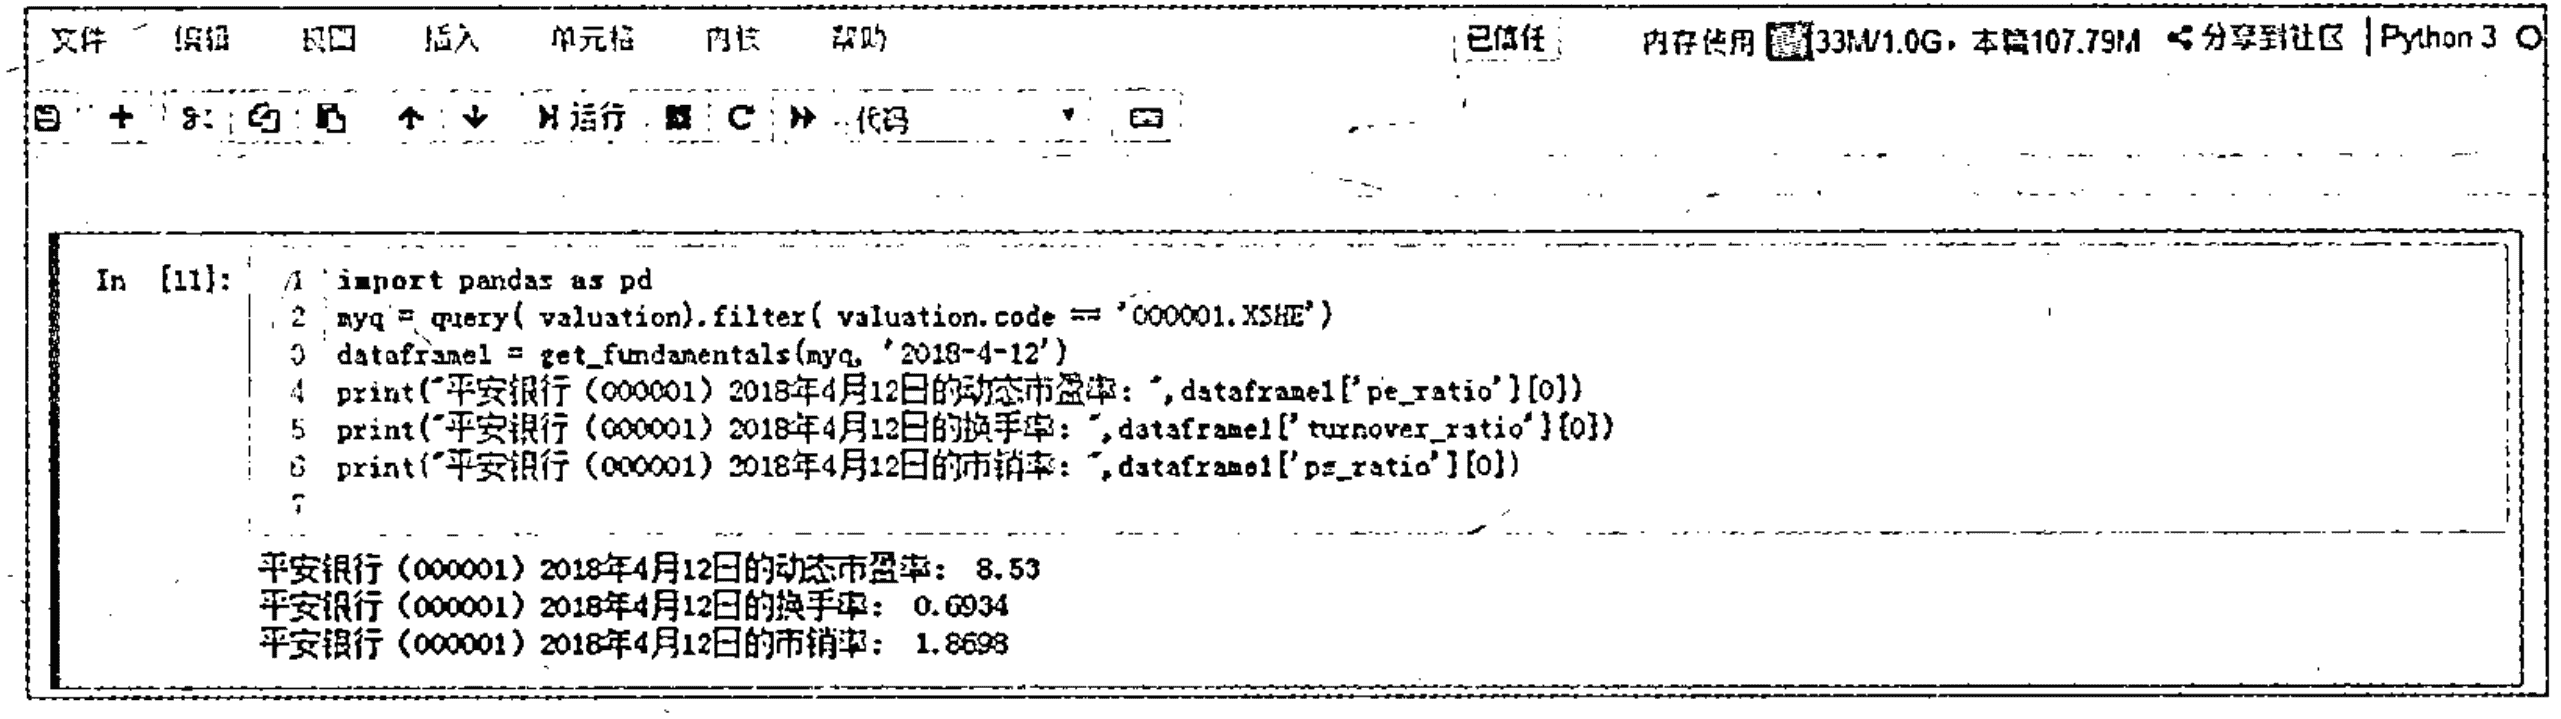 文件 编辑 视图 插入 单元格 内核 帮助 已信任 内存使用 33M/1.0G，本篇107.79M 分享到社区 Python 3
运行 代码
In [11]:
1 import pandas as pd
2 myq = query( valuation).filter( valuation.code == '000001.XSHE')
3 dataframe1 = get_fundamentals(myq, '2018-4-12')
4 print("平安银行（000001）2018年4月12日的动态市盈率：",dataframe1['pe_ratio'][0])
5 print("平安银行（000001）2018年4月12日的换手率：",dataframe1['turnover_ratio'][0])
6 print("平安银行（000001）2018年4月12日的市销率：",dataframe1['ps_ratio'][0])
7
平安银行（000001）2018年4月12日的动态市盈率： 8.53
平安银行（000001）2018年4月12日的换手率： 0.6934
平安银行（000001）2018年4月12日的市销率： 1.8698